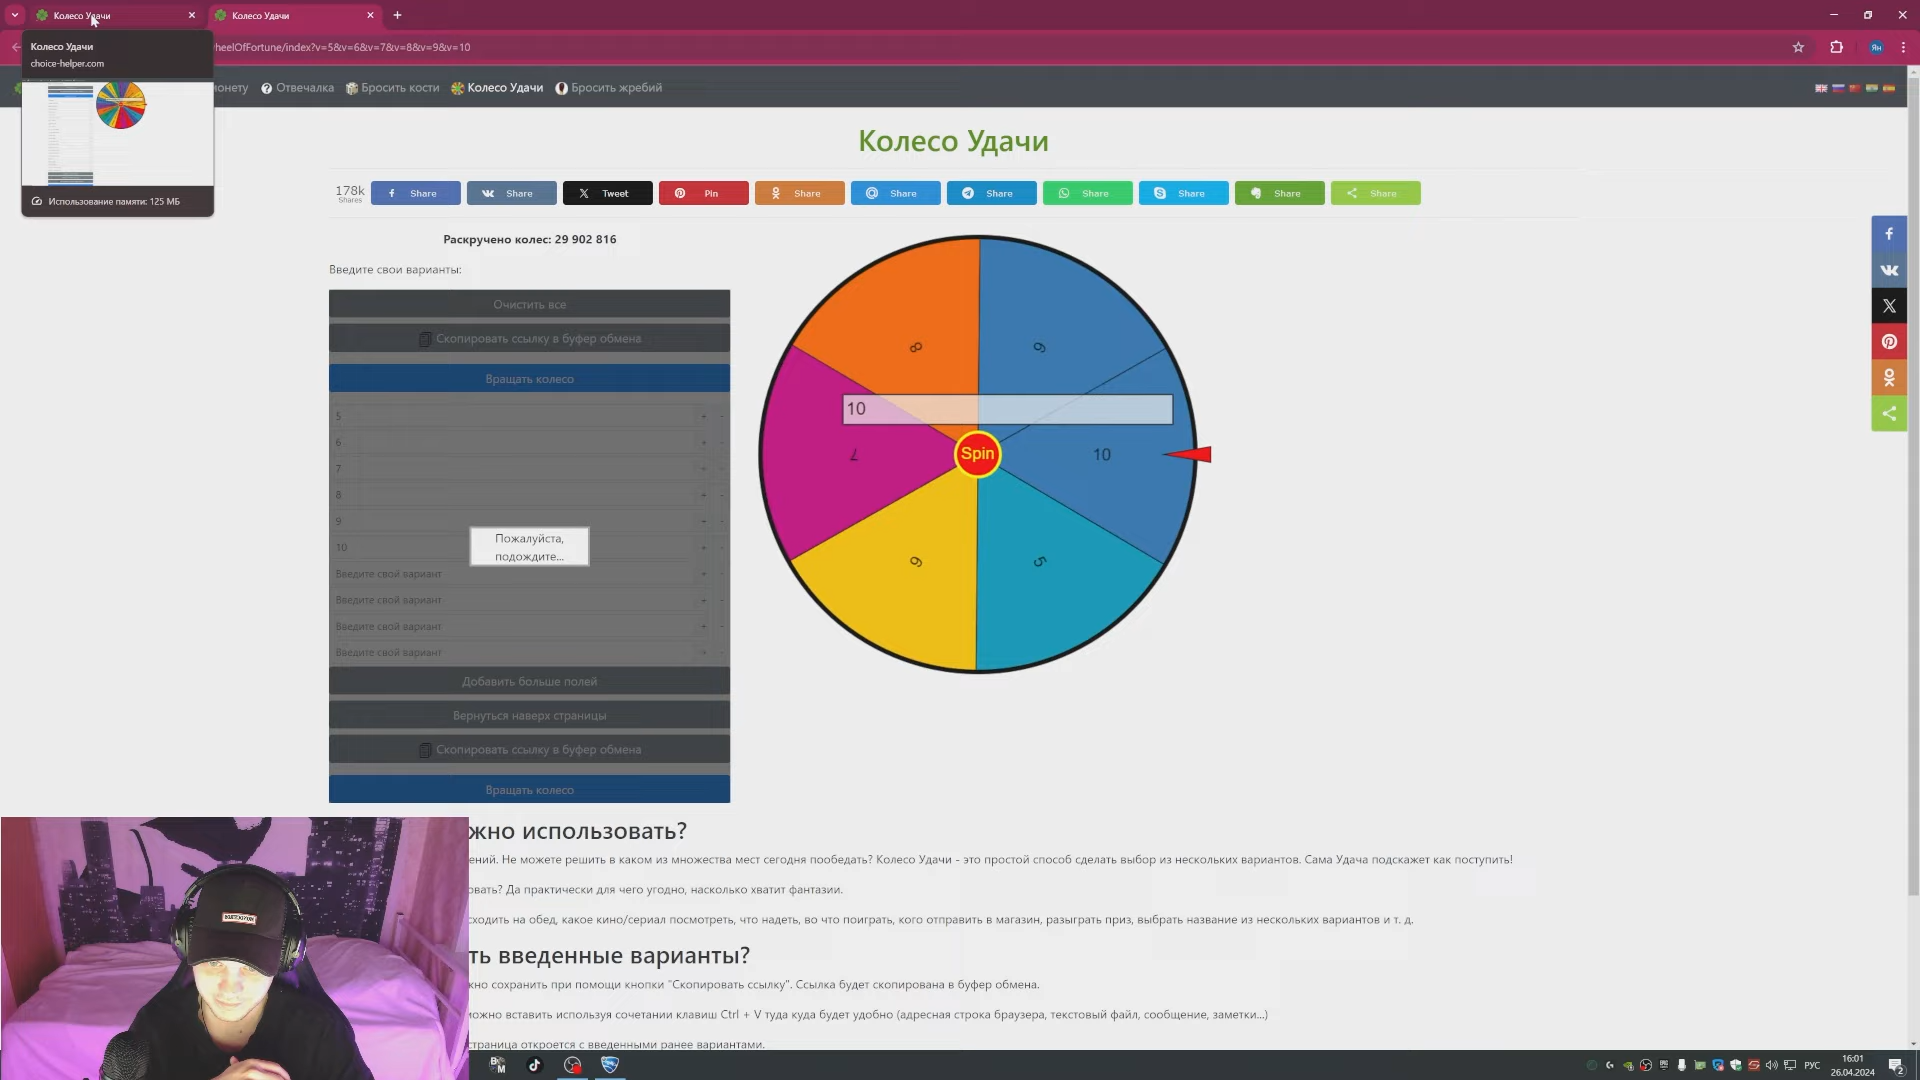 Колесо Удачи
Колесо Удачи
Колесо Удачи
choice-helper.com
Использование памяти: 125 МБ
heelOfFortune/index?v=5&v=6&v=7&v=8&v=9&v=10
Ян
онету
Отвечалка
Бросить кости
Колесо Удачи
Бросить жребий
Колесо Удачи
178k
Shares
Share
Share
Tweet
Pin
Share
Share
Share
Share
Share
Share
Share
Раскручено колес: 29 902 816
Введите свои варианты:
Очистить все
Скопировать ссылку в буфер обмена
Вращать колесо
5
6
7
8
9
10
Введите свой вариант
Введите свой вариант
Введите свой вариант
Введите свой вариант
Пожалуйста,
подождите...
Добавить больше полей
Вернуться наверх страницы
Скопировать ссылку в буфер обмена
Вращать колесо
8
9
10
7
Spin
10
6
5
жно использовать?
ений. Не можете решить в каком из множества мест сегодня пообедать? Колесо Удачи - это простой способ сделать выбор из нескольких вариантов. Сама Удача подскажет как поступить!
овать? Да практически для чего угодно, насколько хватит фантазии.
сходить на обед, какое кино/сериал посмотреть, что надеть, во что поиграть, кого отправить в магазин, разыграть приз, выбрать название из нескольких вариантов и т. д.
ть введенные варианты?
кно сохранить при помощи кнопки "Скопировать ссылку". Ссылка будет скопирована в буфер обмена.
можно вставить используя сочетании клавиш Ctrl + V туда куда будет удобно (адресная строка браузера, текстовый файл, сообщение, заметки...)
страница откроется с введенными ранее вариантами.
РУС
16:01
26.04.2024
2